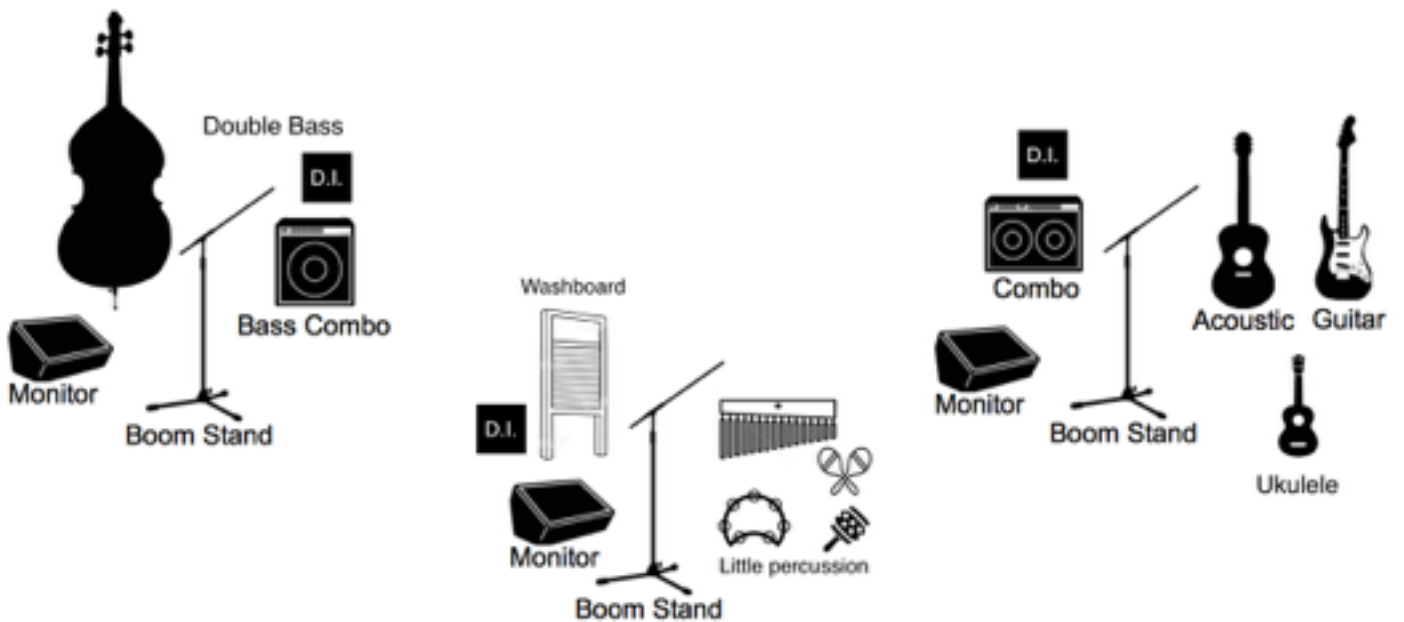 Double Bass
D.I.
Bass Combo
Monitor
Boom Stand
Washboard
D.I.
Monitor
Little percussion
Boom Stand
D.I.
Combo
Acoustic Guitar
Monitor
Boom Stand
Ukulele